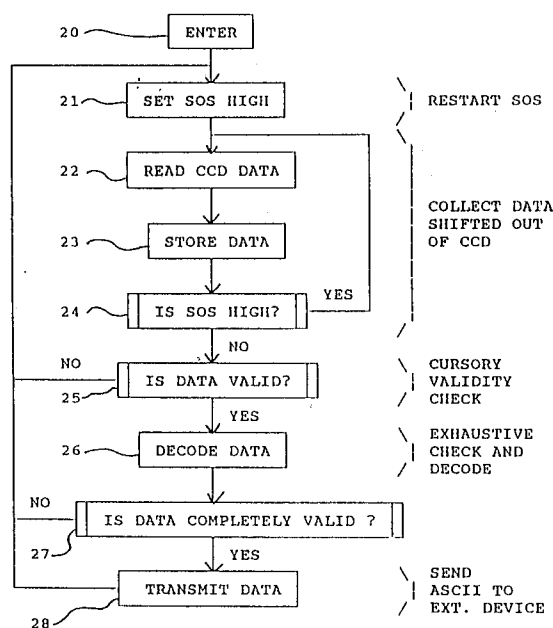 20
ENTER
21
SET SOS HIGH
RESTART SOS
22
READ CCD DATA
COLLECT DATA
SHIFTED OUT
OF CCD
23
STORE DATA
24
IS SOS HIGH?
YES
NO
NO
25
IS DATA VALID?
CURSORY
VALIDITY
CHECK
YES
26
DECODE DATA
EXHAUSTIVE
CHECK AND
DECODE
NO
27
IS DATA COMPLETELY VALID ?
YES
28
TRANSMIT DATA
SEND
ASCII TO
EXT. DEVICE